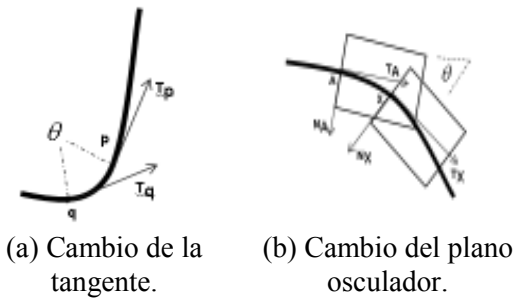 Tp
θ
P
Tq
q
A
TA
θ
NA
NX
TX
(a) Cambio de la
tangente.
(b) Cambio del plano
osculador.